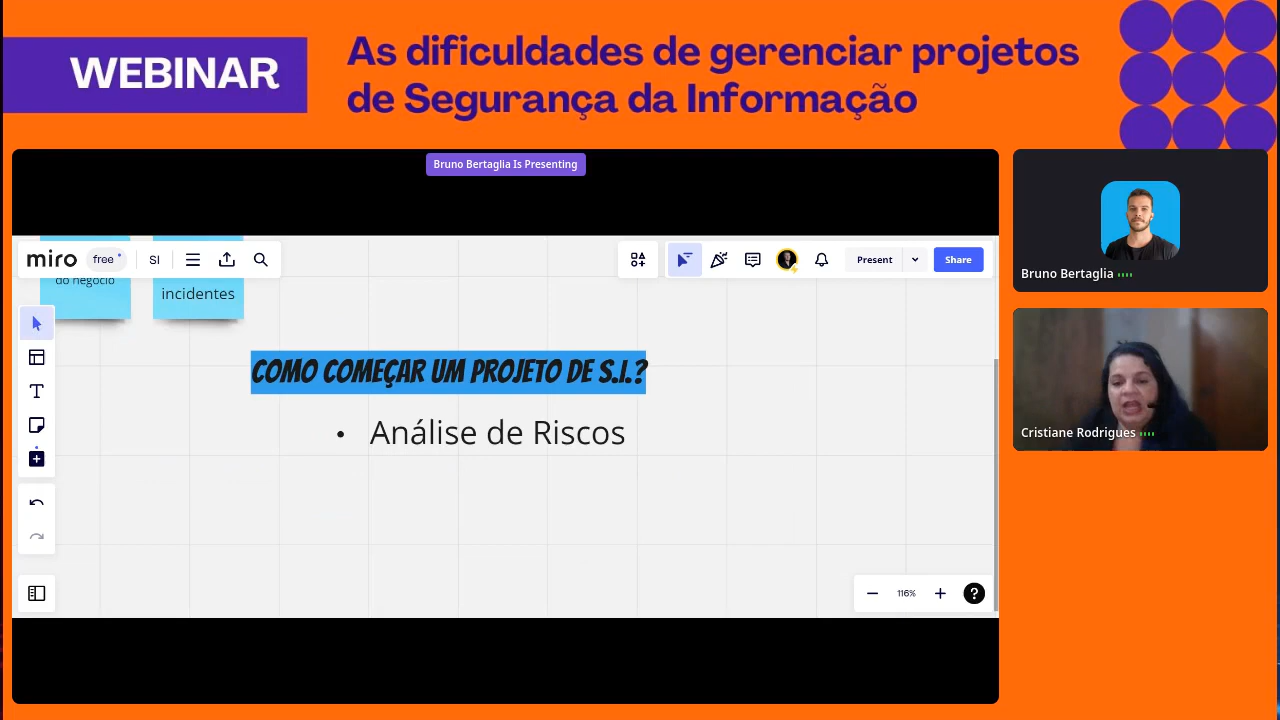 WEBINAR
As dificuldades de gerenciar projetos
de Segurança da Informação
Bruno Bertaglia Is Presenting
miro
free
SI
Present
Share
do negócio
incidentes
COMO COMEÇAR UM PROJETO DE S.I.?
• Análise de Riscos
116%
?
Bruno Bertaglia
Cristiane Rodrigues